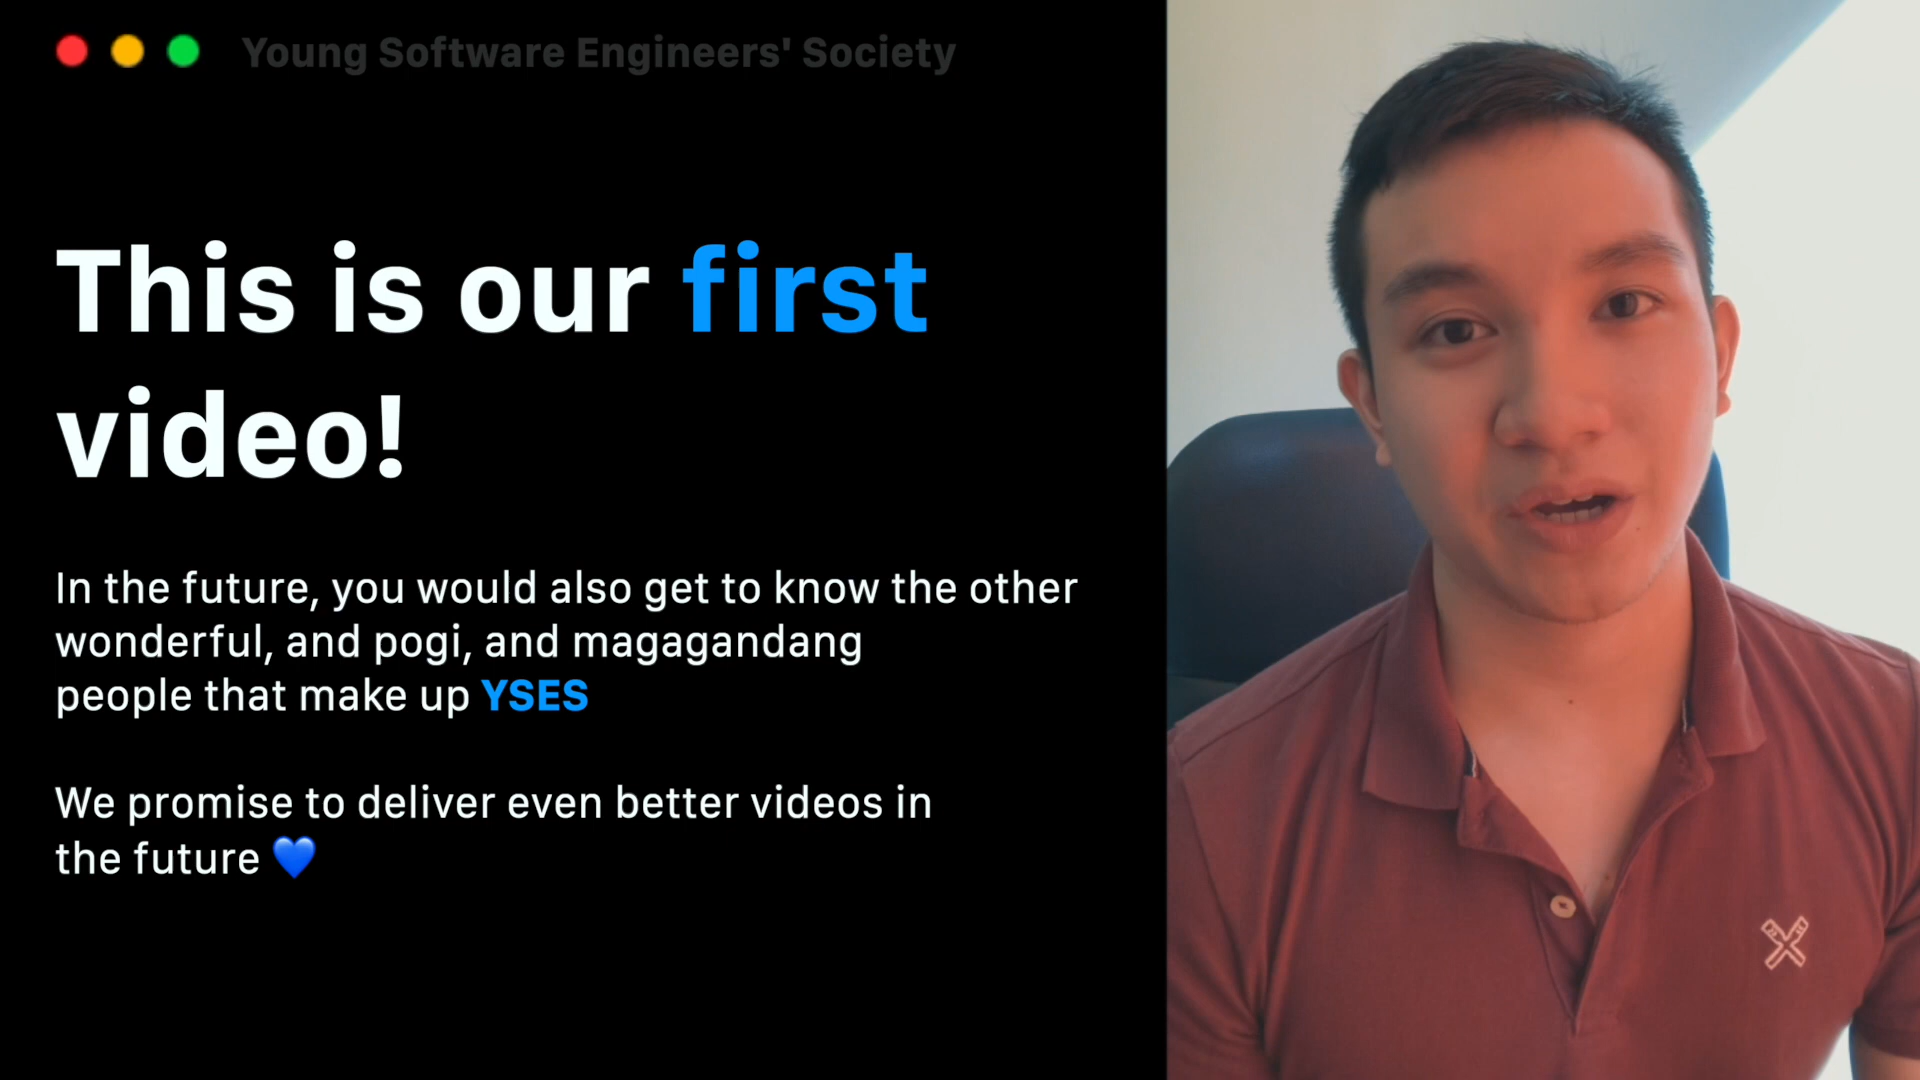 Young Software Engineers' Society
This is our first
video!
In the future, you would also get to know the other
wonderful, and pogi, and magagandang
people that make up YSES
We promise to deliver even better videos in
the future 💙